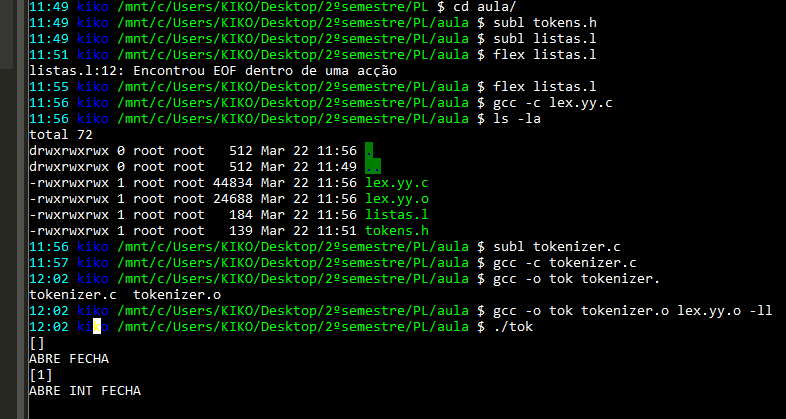 11:49 kiko /mnt/c/Users/KIKO/Desktop/2ºsemestre/PL $ cd aula/
11:49 kiko /mnt/c/Users/KIKO/Desktop/2ºsemestre/PL/aula $ subl tokens.h
11:49 kiko /mnt/c/Users/KIKO/Desktop/2ºsemestre/PL/aula $ subl listas.l
11:51 kiko /mnt/c/Users/KIKO/Desktop/2ºsemestre/PL/aula $ flex listas.l
listas.l:12: Encontrou EOF dentro de uma acção
11:55 kiko /mnt/c/Users/KIKO/Desktop/2ºsemestre/PL/aula $ flex listas.l
11:56 kiko /mnt/c/Users/KIKO/Desktop/2ºsemestre/PL/aula $ gcc -c lex.yy.c
11:56 kiko /mnt/c/Users/KIKO/Desktop/2ºsemestre/PL/aula $ ls -la
total 72
drwxrwxrwx 0 root root   512 Mar 22 11:56 .
drwxrwxrwx 0 root root   512 Mar 22 11:49 ..
-rwxrwxrwx 1 root root 44834 Mar 22 11:56 lex.yy.c
-rwxrwxrwx 1 root root 24688 Mar 22 11:56 lex.yy.o
-rwxrwxrwx 1 root root   184 Mar 22 11:56 listas.l
-rwxrwxrwx 1 root root   139 Mar 22 11:51 tokens.h
11:56 kiko /mnt/c/Users/KIKO/Desktop/2ºsemestre/PL/aula $ subl tokenizer.c
11:57 kiko /mnt/c/Users/KIKO/Desktop/2ºsemestre/PL/aula $ gcc -c tokenizer.c
12:02 kiko /mnt/c/Users/KIKO/Desktop/2ºsemestre/PL/aula $ gcc -o tok tokenizer.
tokenizer.c  tokenizer.o
12:02 kiko /mnt/c/Users/KIKO/Desktop/2ºsemestre/PL/aula $ gcc -o tok tokenizer.o lex.yy.o -ll
12:02 kiko /mnt/c/Users/KIKO/Desktop/2ºsemestre/PL/aula $ ./tok
[]
ABRE FECHA
[1]
ABRE INT FECHA